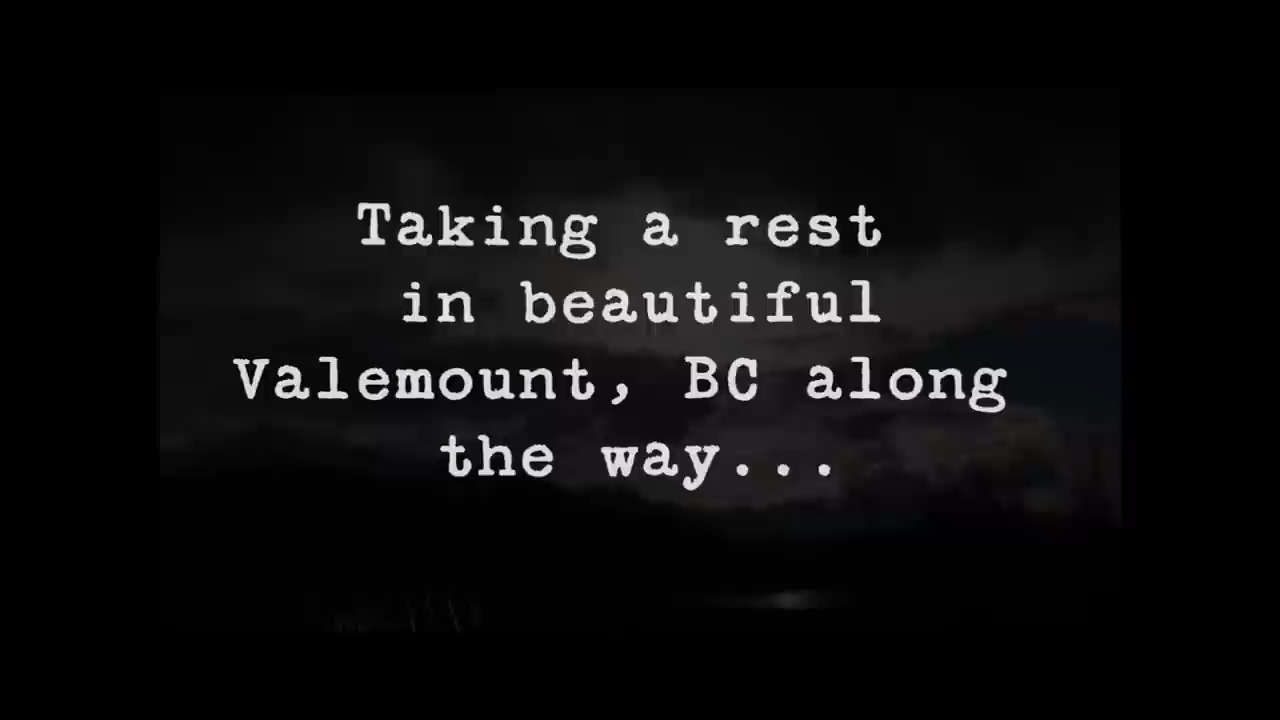 Taking a rest
in beautiful
Valemount, BC along
the way...